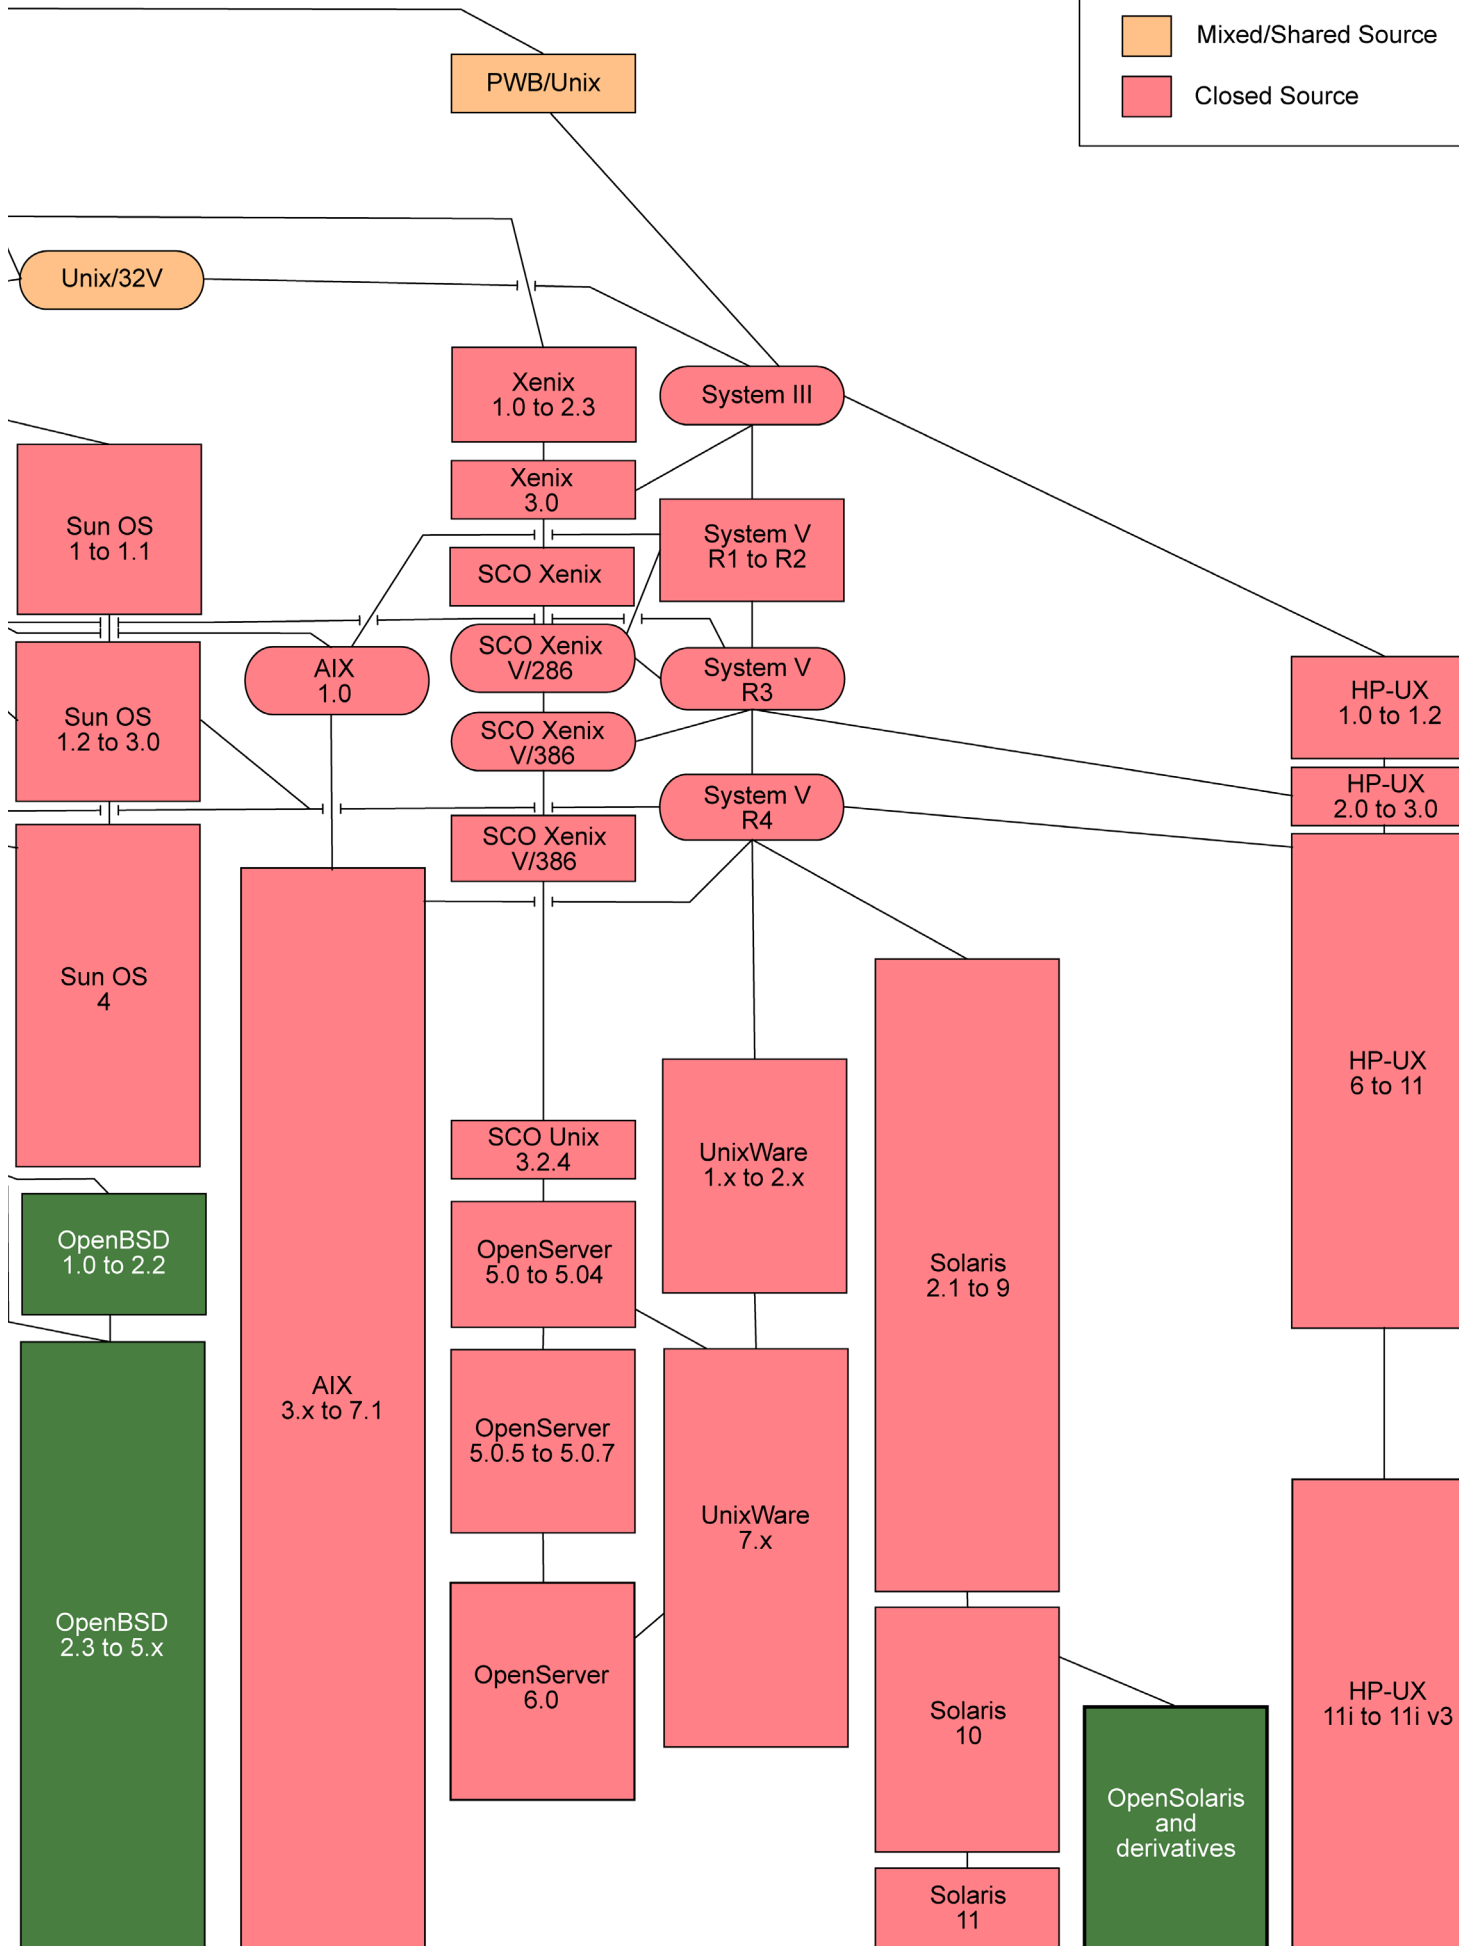 Mixed/Shared Source
Closed Source
PWB/Unix
Unix/32V
Xenix
1.0 to 2.3
System III
Xenix
3.0
Sun OS
1 to 1.1
System V
R1 to R2
SCO Xenix
SCO Xenix
V/286
AIX
1.0
System V
R3
HP-UX
1.0 to 1.2
Sun OS
1.2 to 3.0
SCO Xenix
V/386
HP-UX
2.0 to 3.0
System V
R4
SCO Xenix
V/386
Sun OS
4
HP-UX
6 to 11
SCO Unix
3.2.4
UnixWare
1.x to 2.x
OpenBSD
1.0 to 2.2
OpenServer
5.0 to 5.04
Solaris
2.1 to 9
AIX
3.x to 7.1
OpenServer
5.0.5 to 5.0.7
UnixWare
7.x
OpenBSD
2.3 to 5.x
OpenServer
6.0
Solaris
10
HP-UX
11i to 11i v3
OpenSolaris
and
derivatives
Solaris
11